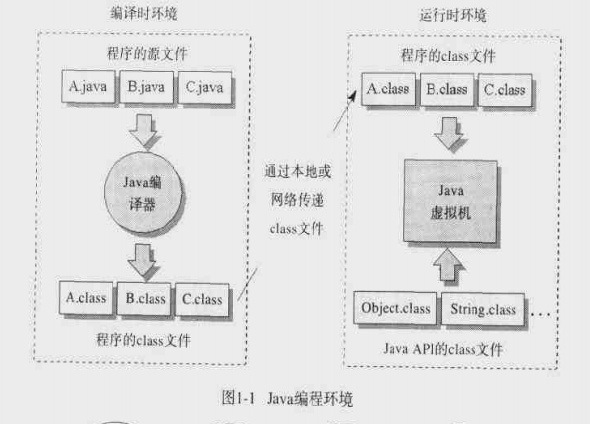 编译时环境
程序的源文件
A.java B.java C.java
Java编
译器
A.class B.class C.class
程序的class文件
通过本地或
网络传递
class文件
运行时环境
程序的class文件
A.class B.class C.class
Java
虚拟机
Object.class String.class ...
Java API的class文件
图1-1 Java编程环境